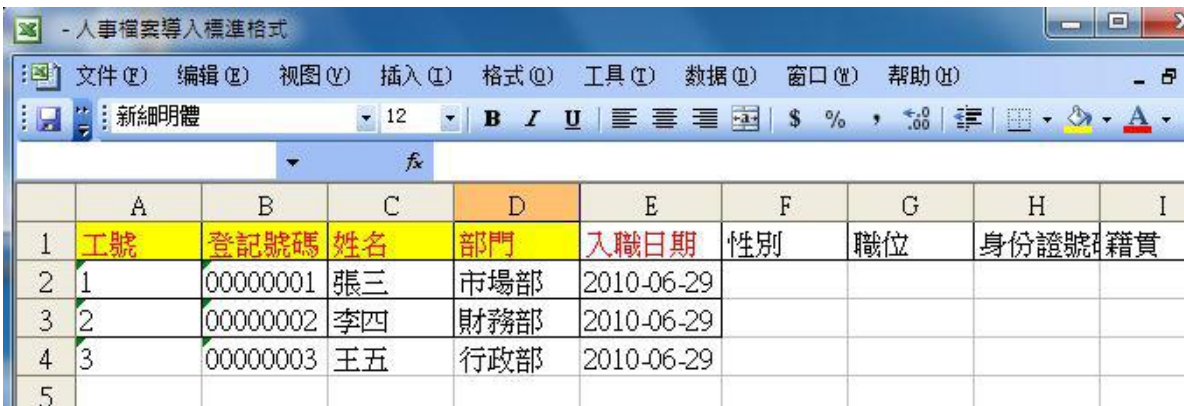 - 人事檔案導入標準格式
文件(F) 编辑(E) 视图(V) 插入(I) 格式(O) 工具(T) 数据(D) 窗口(W) 帮助(H)
新細明體 12 B I U $ % ,
fx
A B C D E F G H I
1 工號 登記號碼 姓名 部門 入職日期 性別 職位 身份證號 籍貫
2 1 00000001 張三 市場部 2010-06-29
3 2 00000002 李四 財務部 2010-06-29
4 3 00000003 王五 行政部 2010-06-29
5